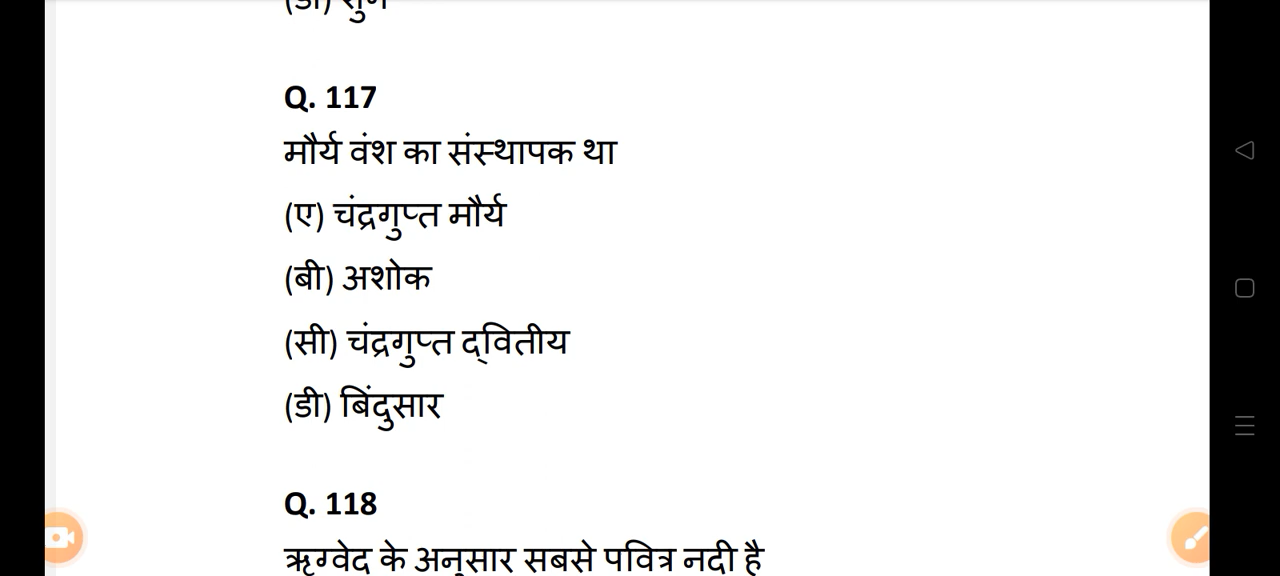 Q. 117
मौर्य वंश का संस्थापक था
(ए) चंद्रगुप्त मौर्य
(बी) अशोक
(सी) चंद्रगुप्त द्वितीय
(डी) बिंदुसार
Q. 118
ऋग्वेद के अनुसार सबसे पवित्र नदी है